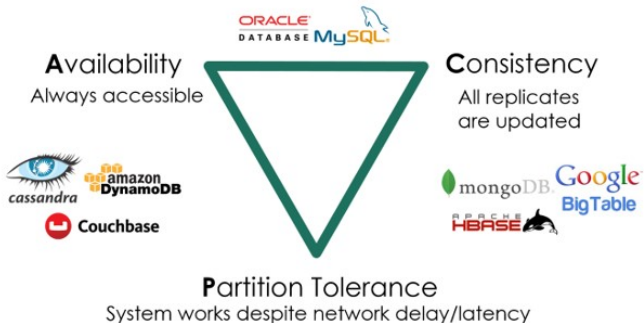 ORACLE
DATABASE MySQL
Availability
Always accessible
Consistency
All replicates
are updated
cassandra
amazon
DynamoDB
Couchbase
mongoDB
Google
BigTable
APACHE
HBASE
Partition Tolerance
System works despite network delay/latency